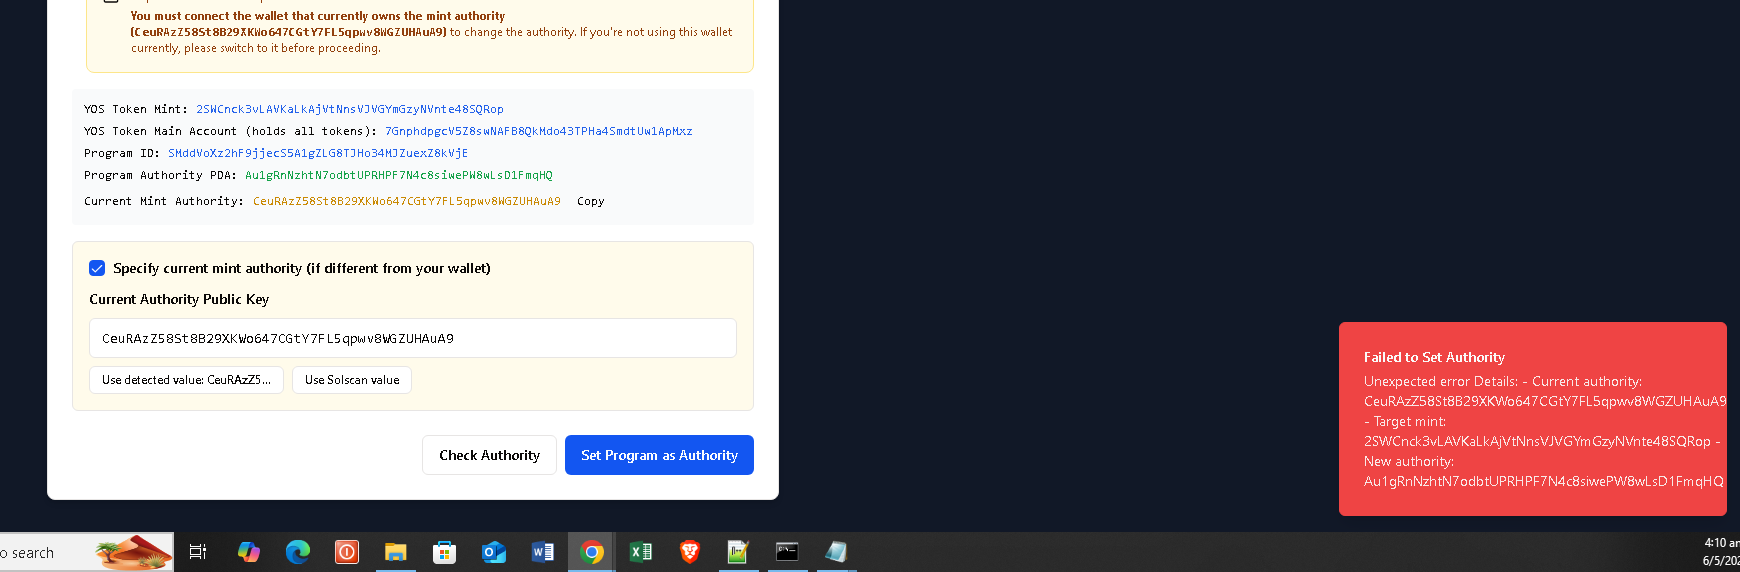 You must connect the wallet that currently owns the mint authority
(CeuRAzZ58St8B29XKWo647CGtY7FL5qpwv8WGZUHAuA9) to change the authority. If you're not using this wallet
currently, please switch to it before proceeding.
YOS Token Mint: 2SWCnck3vLAVKaLkAjVtNnsVJVGYmGzyNVnte48SQRop
YOS Token Main Account (holds all tokens): 7GnphdpgcV5Z8swNAFB8QkMdo43TPHa4SmdtUw1ApMxz
Program ID: SMddVoXz2hF9jjecS5A1gZLG8TJHo34MJZuexZ8kVjE
Program Authority PDA: Au1gRnNzhtN7odbtUPRHPF7N4c8siwePW8wLsD1FmqHQ
Current Mint Authority: CeuRAzZ58St8B29XKWo647CGtY7FL5qpwv8WGZUHAuA9 Copy
Specify current mint authority (if different from your wallet)
Current Authority Public Key
CeuRAzZ58St8B29XKWo647CGtY7FL5qpwv8WGZUHAuA9
Use detected value: CeuRAzZ5... Use Solscan value
Check Authority Set Program as Authority
Failed to Set Authority
Unexpected error Details: - Current authority:
CeuRAzZ58St8B29XKWo647CGtY7FL5qpwv8WGZUHAuA9
- Target mint:
2SWCnck3vLAVKaLkAjVtNnsVJVGYmGzyNVnte48SQRop -
New authority:
Au1gRnNzhtN7odbtUPRHPF7N4c8siwePW8wLsD1FmqHQ
o search
4:10 am
6/5/202